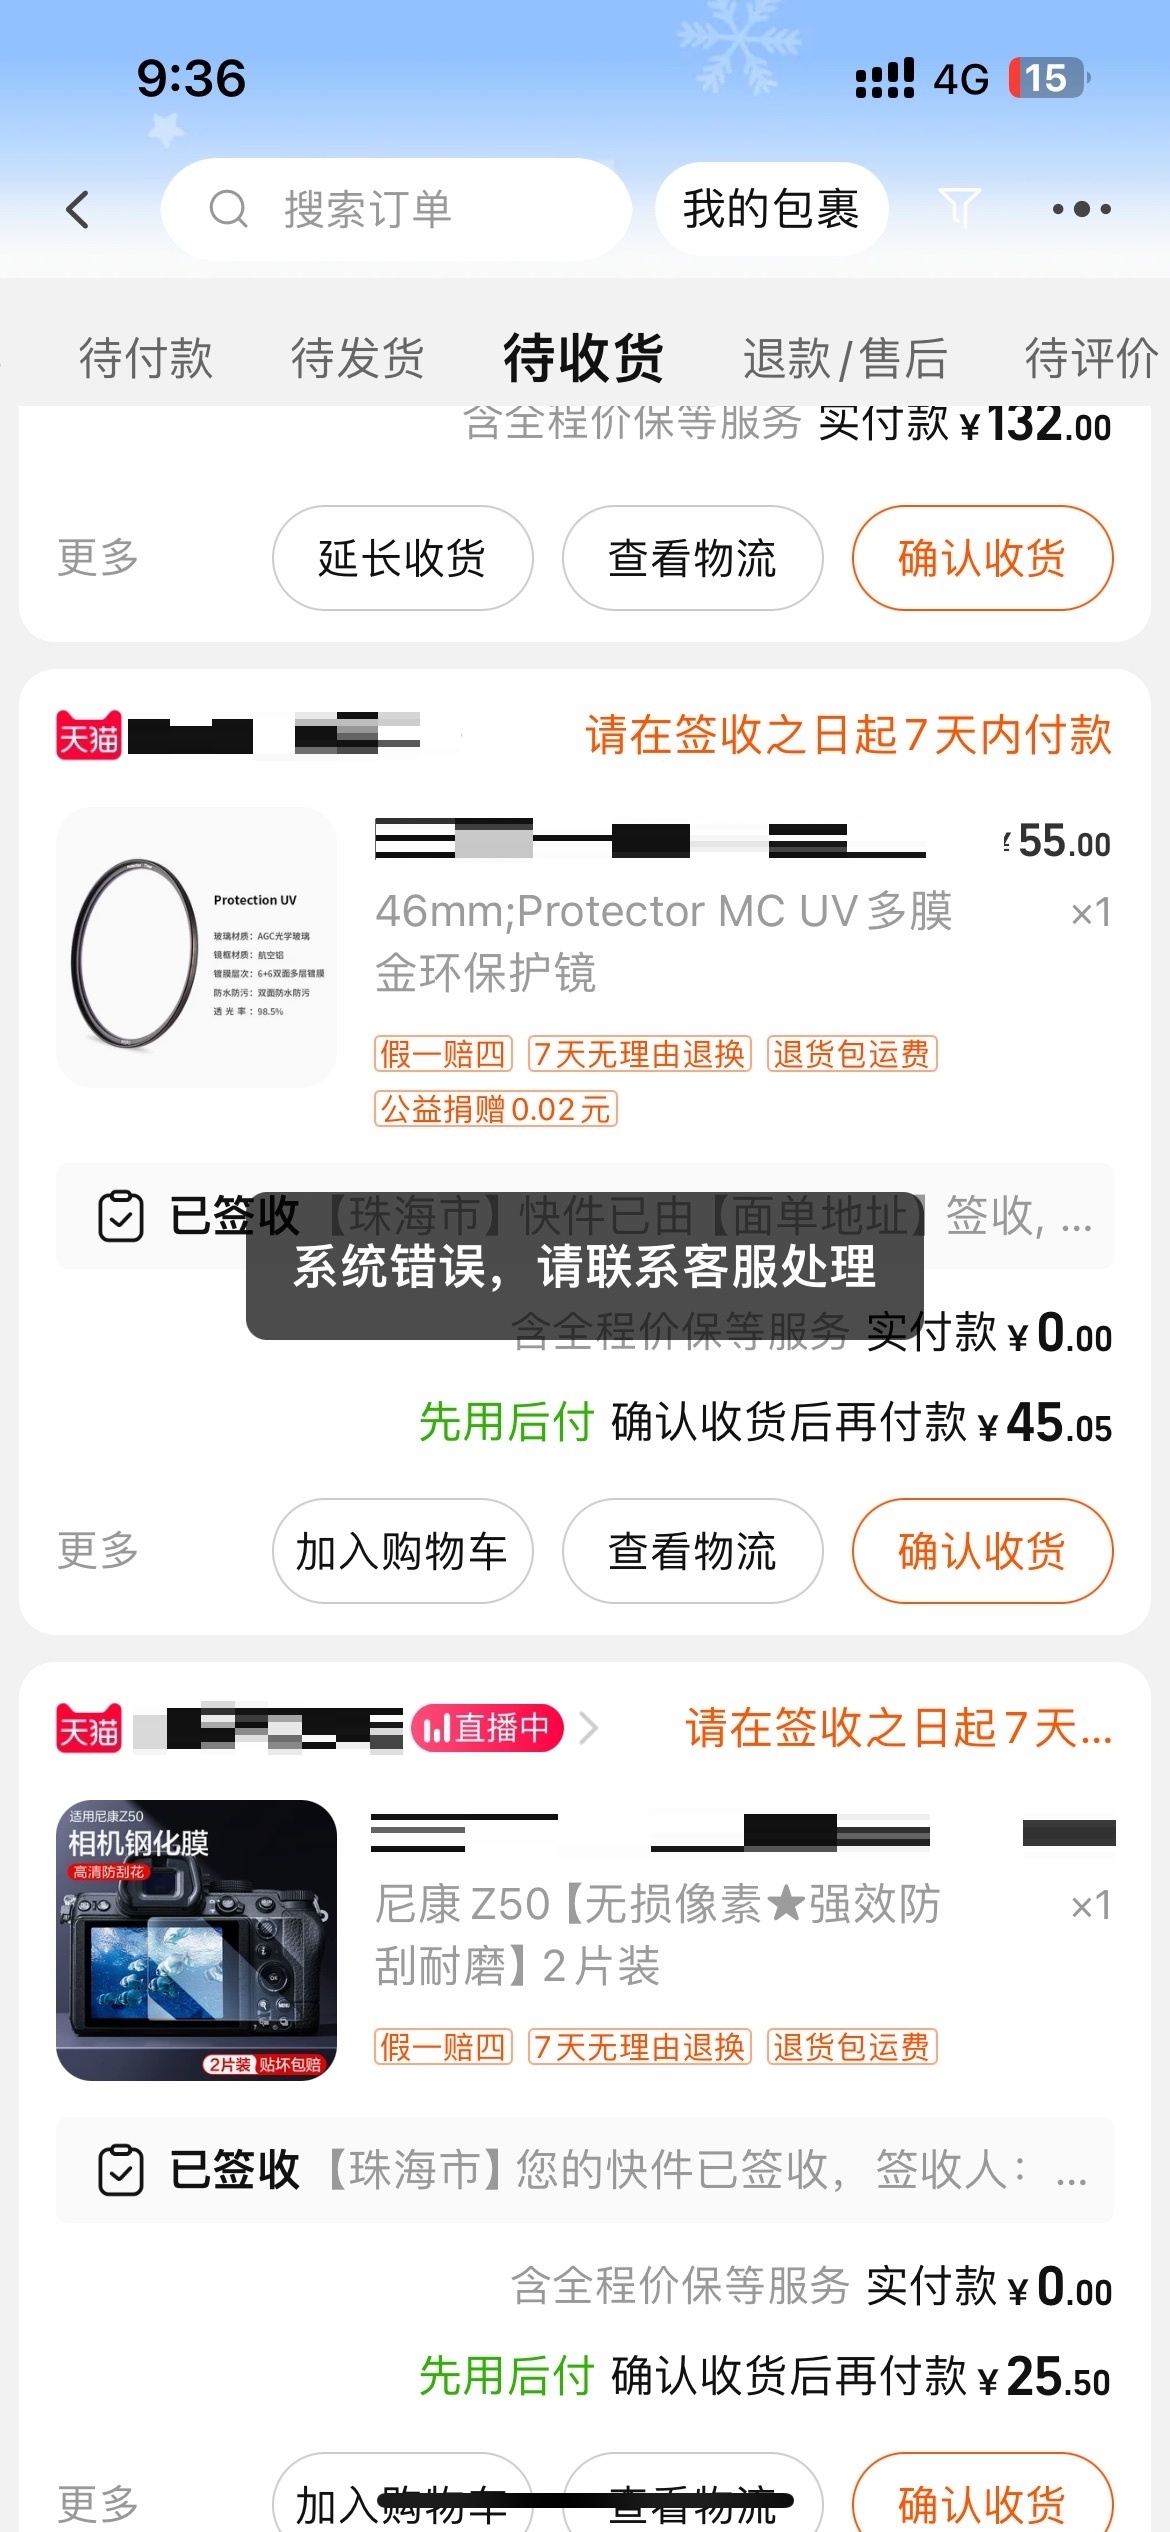 9:36
4G
15
搜索订单
我的包裹
待付款
待发货
待收货
退款/售后
待评价
含全程价保等服务 实付款 ¥132.00
更多
延长收货
查看物流
确认收货
天猫
请在签收之日起7天内付款
Protection UV
玻璃材质：AGC光学玻璃
镜框材质：航空铝
镀膜层次：6+6双面多层镀膜
防水防污：双面防水防污
透光率：98.5%
¥55.00
46mm;Protector MC UV多膜
×1
金环保护镜
假一赔四
7天无理由退换
退货包运费
公益捐赠0.02元
已签收 【珠海市】快件已由【面单地址】签收, ...
系统错误，请联系客服处理
含全程价保等服务 实付款 ¥0.00
先用后付 确认收货后再付款 ¥45.05
更多
加入购物车
查看物流
确认收货
天猫
直播中
请在签收之日起7天...
适用尼康Z50
相机钢化膜
高清防刮花
2片装 贴坏包赔
尼康Z50【无损像素★强效防
×1
刮耐磨】2片装
假一赔四
7天无理由退换
退货包运费
已签收 【珠海市】您的快件已签收，签收人：...
含全程价保等服务 实付款 ¥0.00
先用后付 确认收货后再付款 ¥25.50
更多
加入购物车
查看物流
确认收货